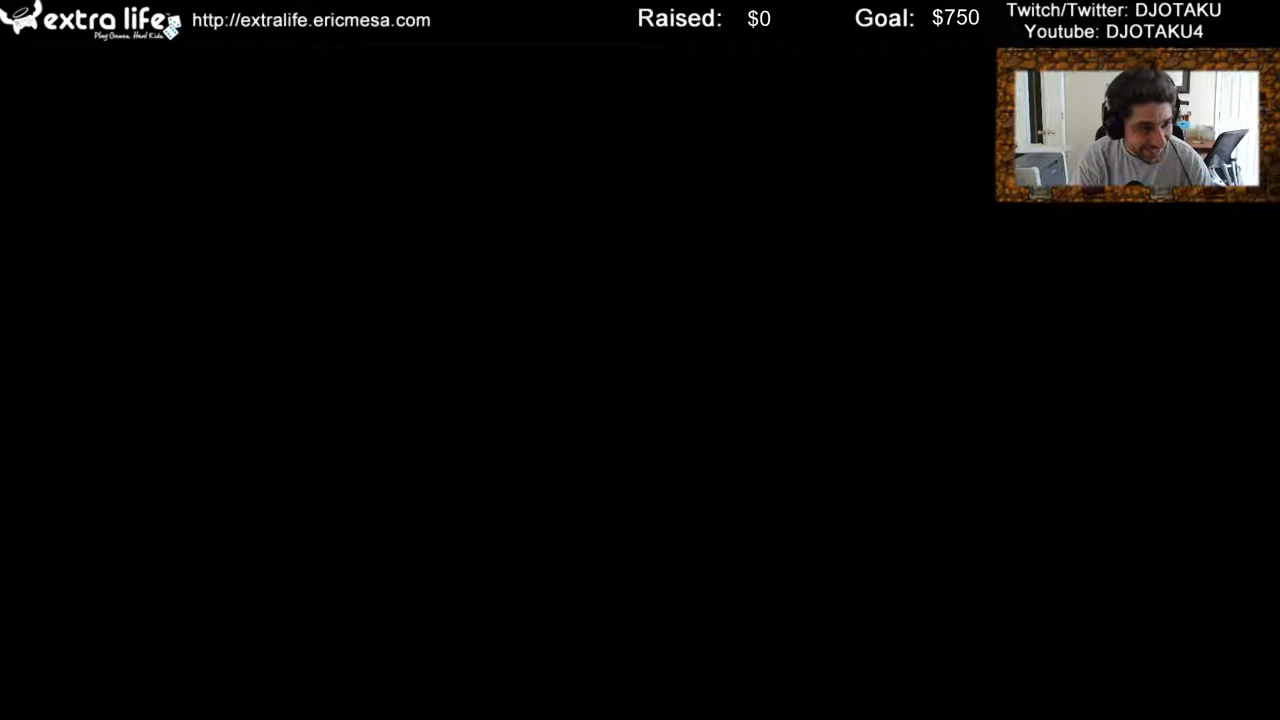 extra life
Play Games. Heal Kids.
http://extralife.ericmesa.com
Raised: $0
Goal: $750
Twitch/Twitter: DJOTAKU
Youtube: DJOTAKU4